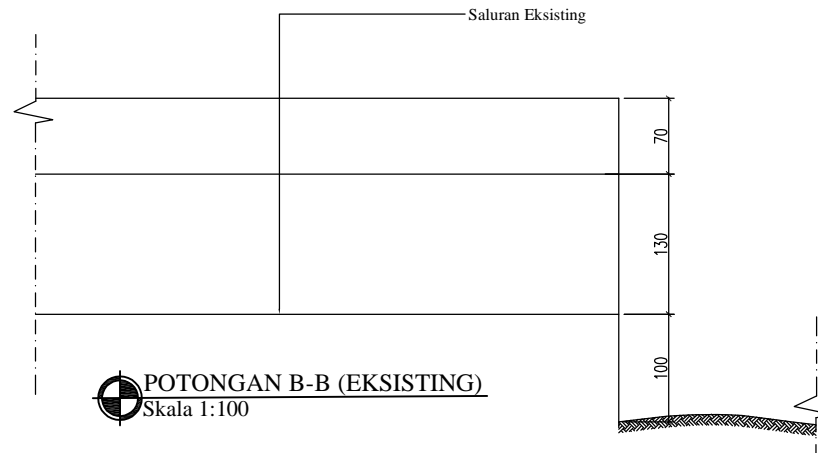 Saluran Eksisting
70
130
100
POTONGAN B-B (EKSISTING)
Skala 1:100